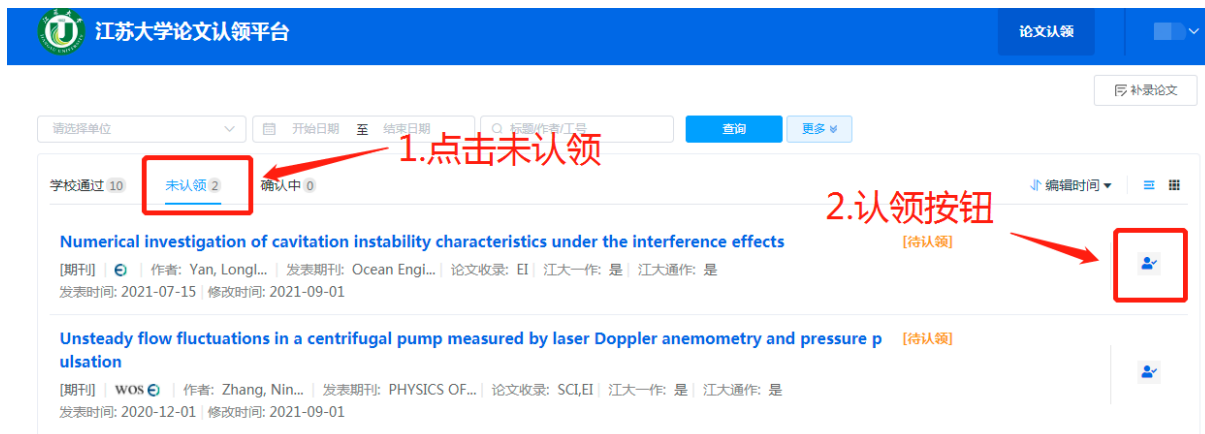 江苏大学论文认领平台
论文认领
补录论文
请选择单位 开始日期 至 结束日期 标题/作者/工号 查询 更多
1.点击未认领
学校通过 10 未认领 2 确认中 0 编辑时间
2.认领按钮
Numerical investigation of cavitation instability characteristics under the interference effects [待认领]
[期刊] 作者: Yan, Longl... 发表期刊: Ocean Engi... 论文收录: EI 江大一作: 是 江大通作: 是
发表时间: 2021-07-15 修改时间: 2021-09-01
Unsteady flow fluctuations in a centrifugal pump measured by laser Doppler anemometry and pressure p [待认领]
ulsation
[期刊] WOS 作者: Zhang, Nin... 发表期刊: PHYSICS OF... 论文收录: SCI,EI 江大一作: 是 江大通作: 是
发表时间: 2020-12-01 修改时间: 2021-09-01